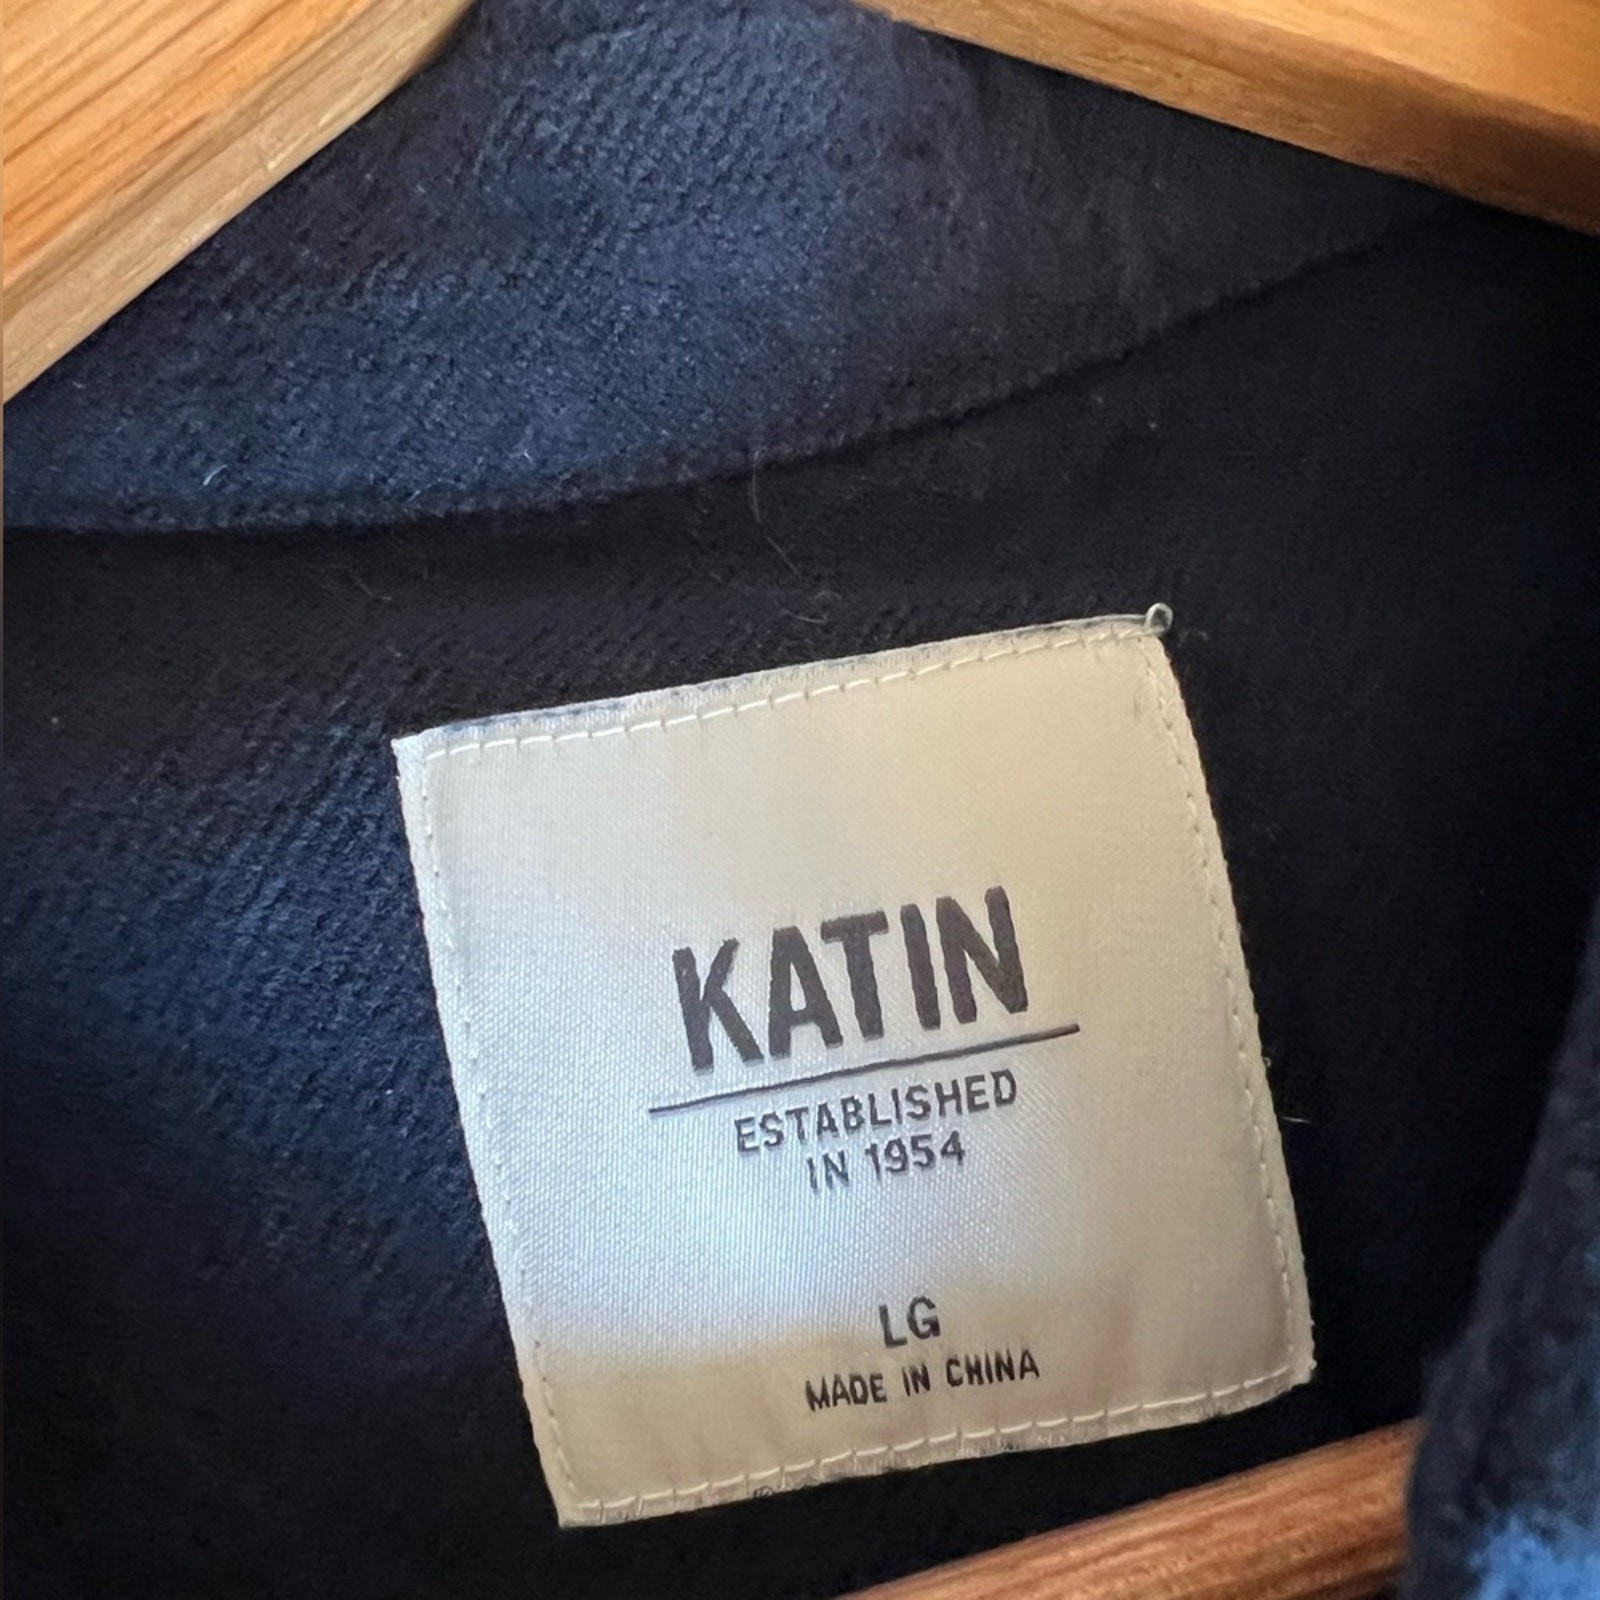 KATIN
ESTABLISHED
IN 1954
LG
MADE IN CHINA